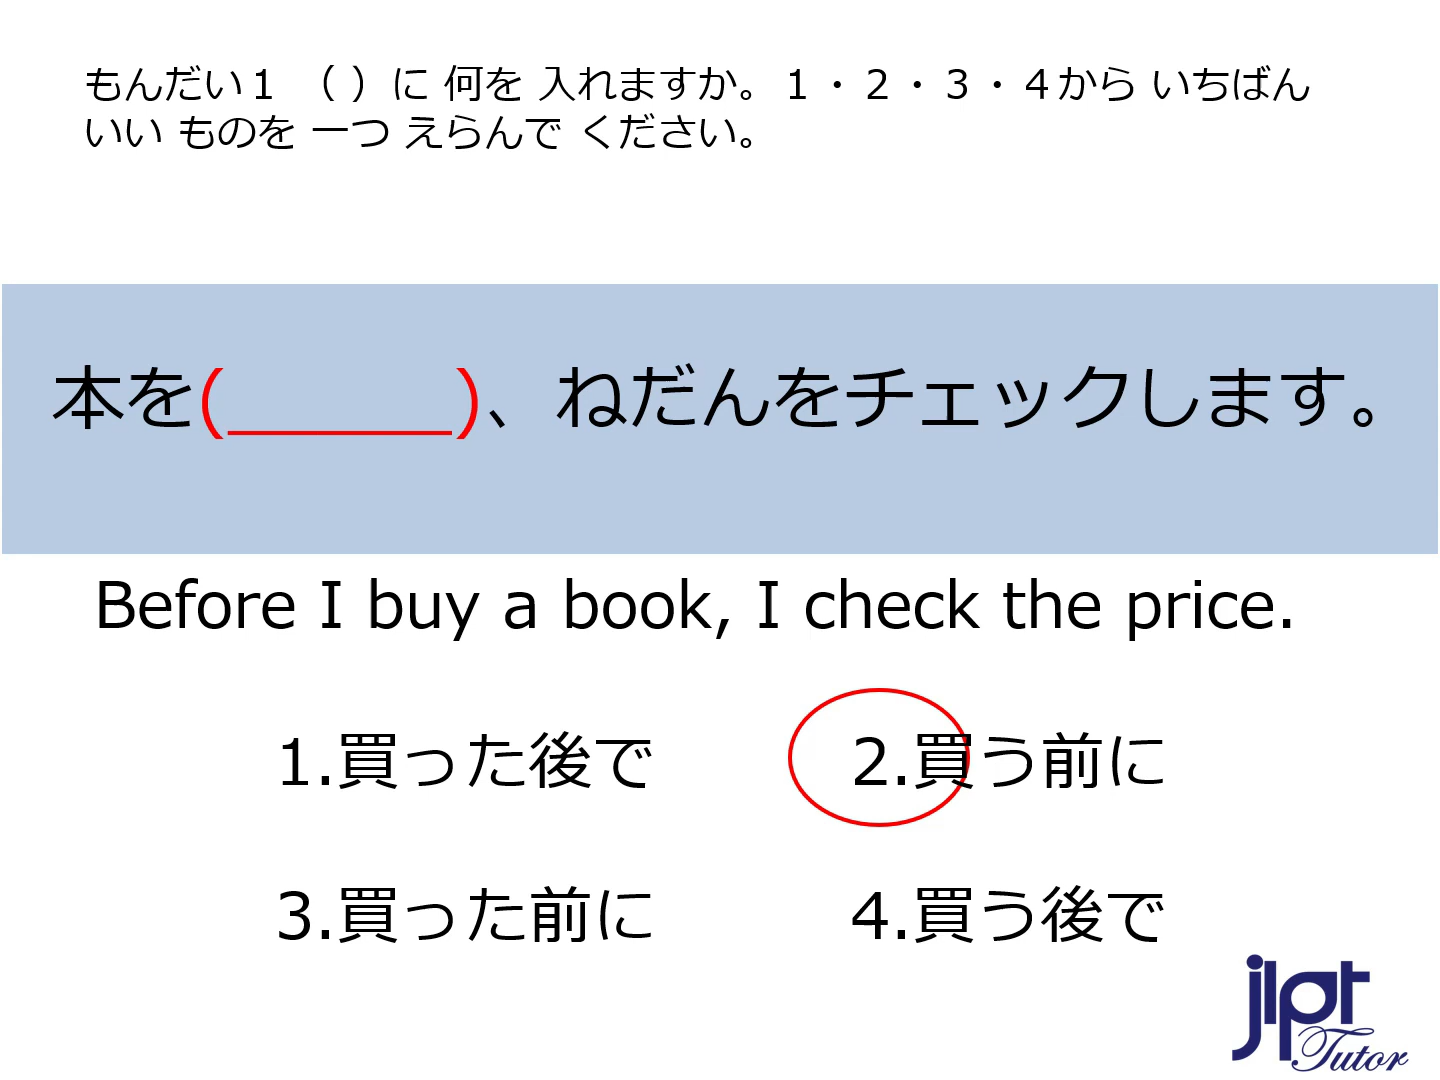 もんだい１ （ ）に 何を 入れますか。１・２・３・４から いちばん
いい ものを 一つ えらんで ください。
本を(______)、ねだんをチェックします。
Before I buy a book, I check the price.
1.買った後で 2.買う前に
3.買った前に 4.買う後で
jlpt
Tutor